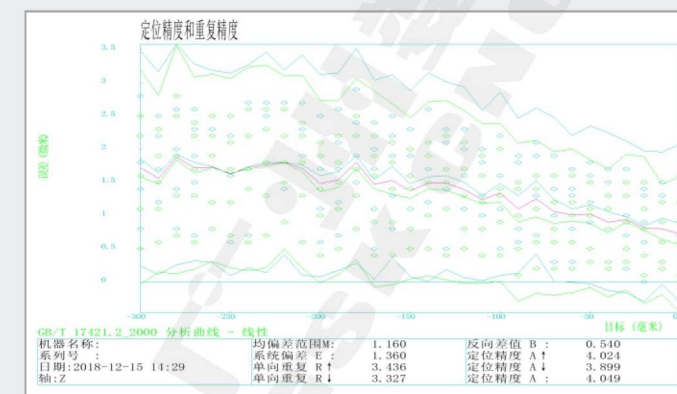 定位精度和重复精度
3.5
3
2.5
2
1.5
1
0.5
0
误差 (微米)
-300 -250 -200 -150 -100 -50 0
目标 (毫米)
GB/T 17421.2_2000 分析曲线 - 线性
机器名称: 均偏差范围M: 1.160 反向差值 B : 0.540
系列号 : 系统偏差 E : 1.360 定位精度 A↑ 4.024
日期:2018-12-15 14:29 单向重复 R↑ 3.436 定位精度 A↓ 3.899
轴:Z 单向重复 R↓ 3.327 定位精度 A : 4.049